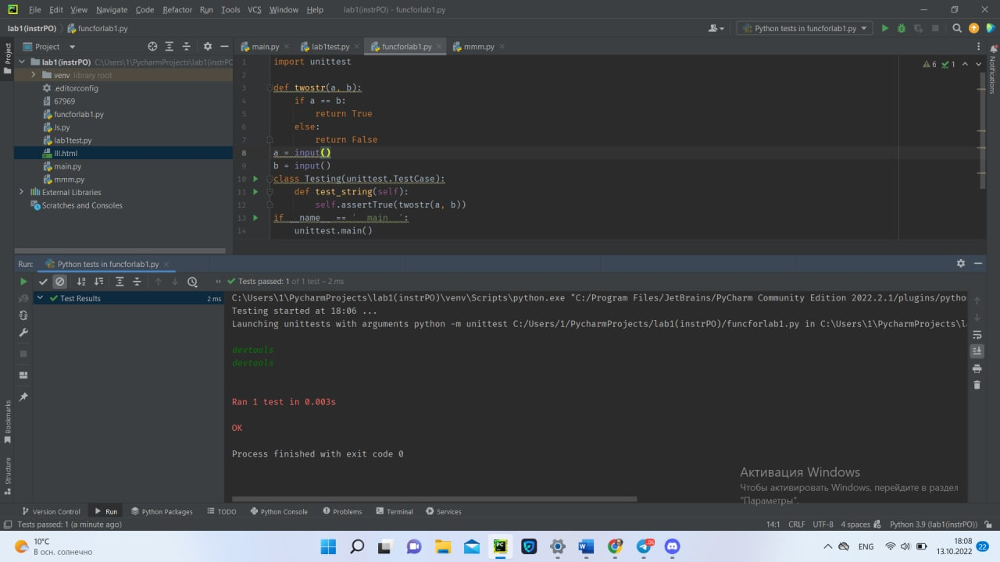 File Edit View Navigate Code Refactor Run Tools VCS Window Help lab1(instrPO) - funcforlab1.py
lab1(instrPO) funcforlab1.py Python tests in funcforlab1.py
Project
Project
main.py lab1test.py funcforlab1.py mmm.py
Notifications
lab1(instrPO) C:\Users\1\PycharmProjects\lab1(instrPO
venv library root
.editorconfig
67969
funcforlab1.py
Js.py
lab1test.py
lll.html
main.py
mmm.py
External Libraries
Scratches and Consoles
6 1
1 import unittest
2
3 def twostr(a, b):
4 if a == b:
5 return True
6 else:
7 return False
8 a = input()
9 b = input()
10 class Testing(unittest.TestCase):
11 def test_string(self):
12 self.assertTrue(twostr(a, b))
13 if __name__ == '__main__':
14 unittest.main()
Run: Python tests in funcforlab1.py
Tests passed: 1 of 1 test – 2 ms
Test Results 2 ms
C:\Users\1\PycharmProjects\lab1(instrPO)\venv\Scripts\python.exe "C:/Program Files/JetBrains/PyCharm Community Edition 2022.2.1/plugins/pytho
Testing started at 18:06 ...
Launching unittests with arguments python -m unittest C:/Users/1/PycharmProjects/lab1(instrPO)/funcforlab1.py in C:\Users\1\PycharmProjects\l
devtools
devtools
Ran 1 test in 0.003s
OK
Process finished with exit code 0
Bookmarks
Structure
Активация Windows
Чтобы активировать Windows, перейдите в раздел
"Параметры".
Version Control Run Python Packages TODO Python Console Problems Terminal Services
Tests passed: 1 (a minute ago) 14:1 CRLF UTF-8 4 spaces Python 3.9 (lab1(instrPO))
10°C
В осн. солнечно
ENG
18:08
13.10.2022
22